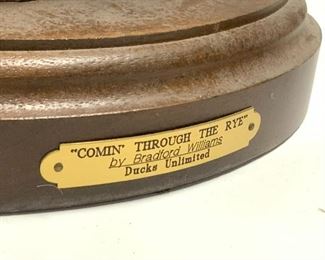 "COMIN' THROUGH THE RYE"
by Bradford Williams
Ducks Unlimited